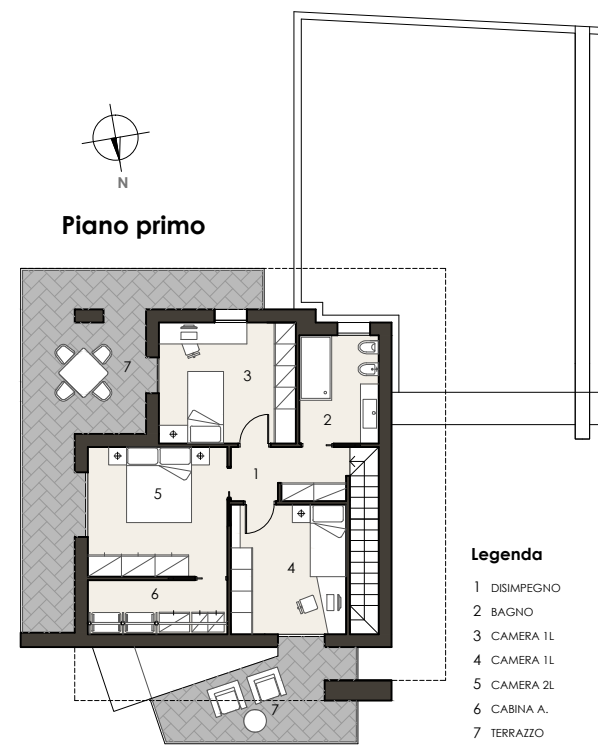 N
Piano primo
7
3
2
1
5
4
6
7
Legenda
1 DISIMPEGNO
2 BAGNO
3 CAMERA 1L
4 CAMERA 1L
5 CAMERA 2L
6 CABINA A.
7 TERRAZZO